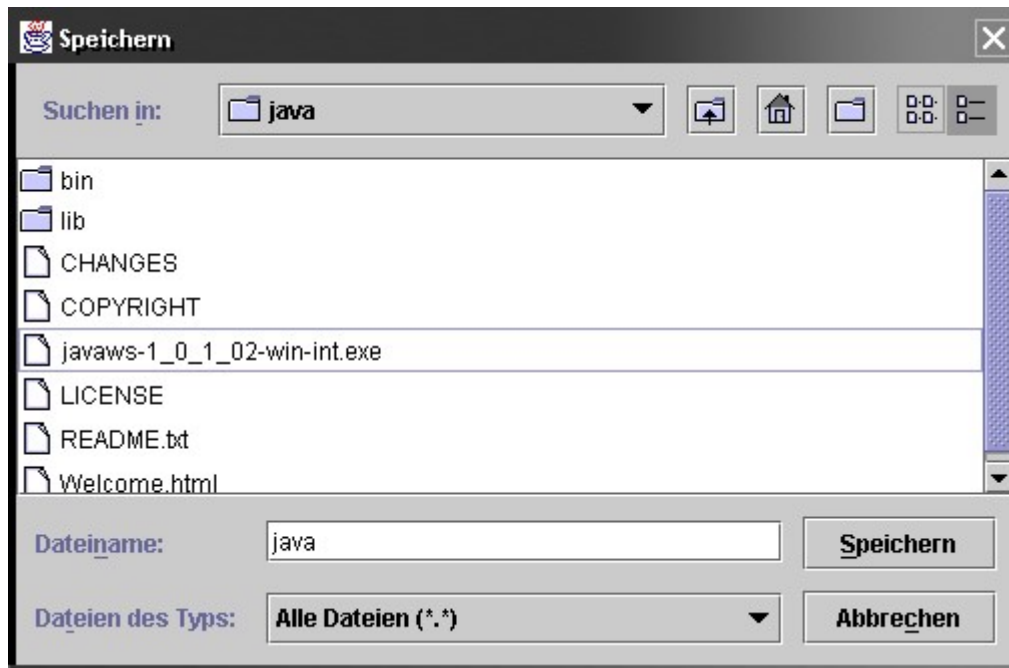 Speichern
Suchen in: java
bin
lib
CHANGES
COPYRIGHT
javaws-1_0_1_02-win-int.exe
LICENSE
README.txt
Welcome.html
Dateiname: java Speichern
Dateien des Typs: Alle Dateien (*.*) Abbrechen